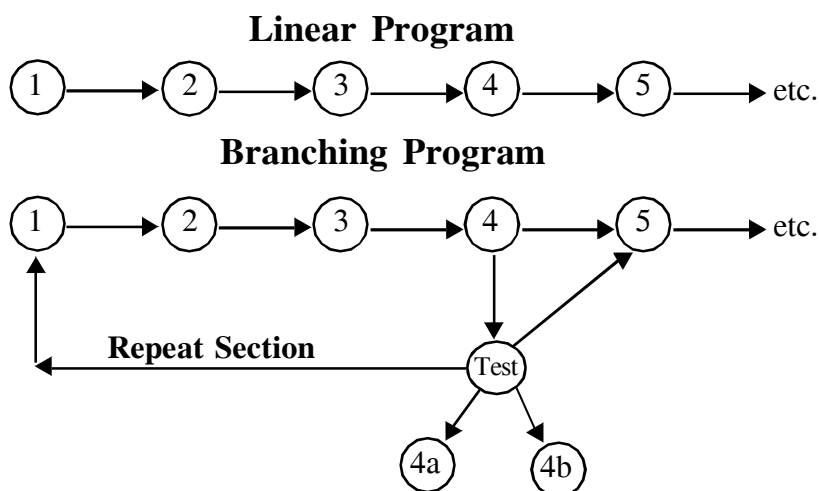 Linear Program
1 2 3 4 5 etc.
Branching Program
1 2 3 4 5 etc.
Repeat Section Test
4a 4b